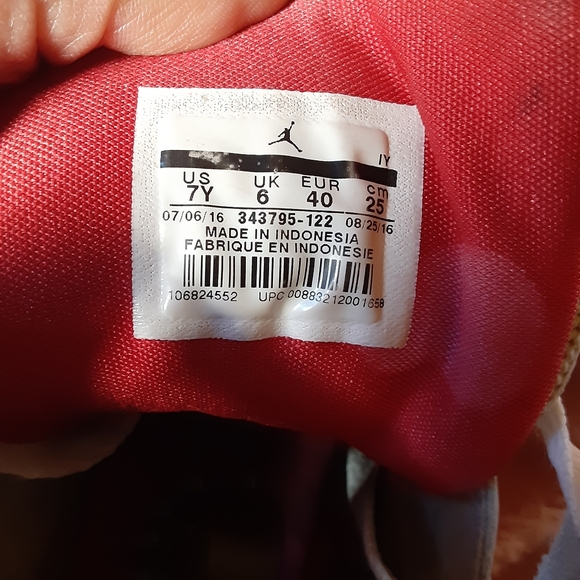 IY
US UK EUR cm
7Y 6 40 25
07/06/16 343795-122 08/25/16
MADE IN INDONESIA
FABRIQUE EN INDONESIE
106824552 UPC 00883212001658